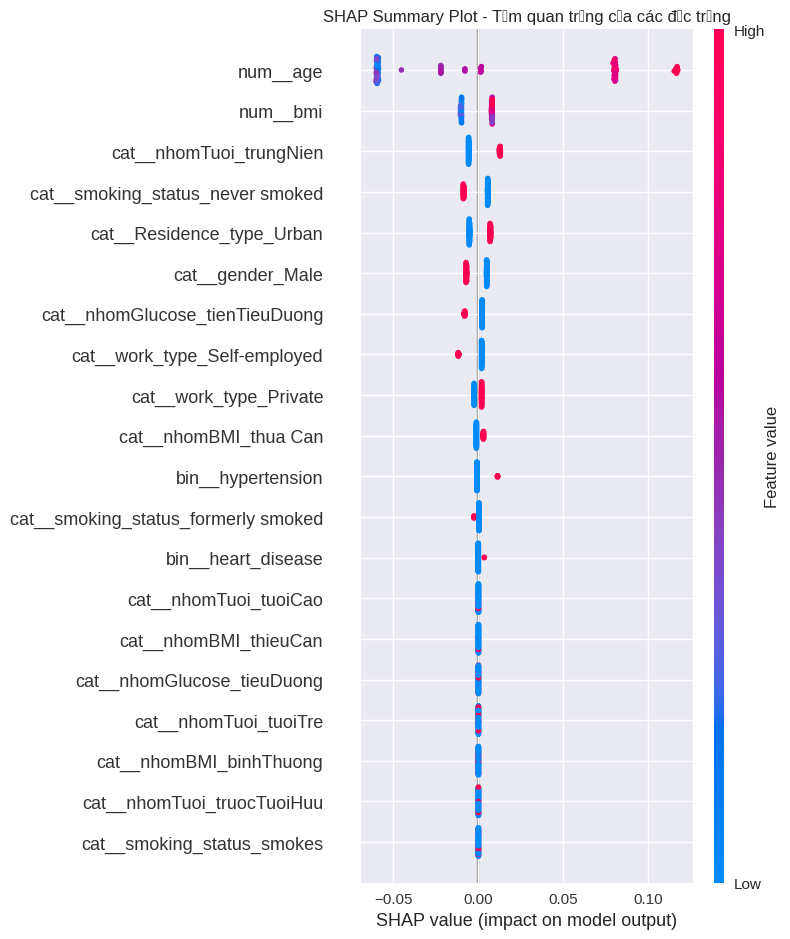 SHAP Summary Plot - T▯m quan tr▯ng c▯a các đ▯c tr▯ng
High
num__age
num__bmi
cat__nhomTuoi_trungNien
cat__smoking_status_never smoked
cat__Residence_type_Urban
cat__gender_Male
cat__nhomGlucose_tienTieuDuong
cat__work_type_Self-employed
cat__work_type_Private
cat__nhomBMI_thua Can
bin__hypertension
cat__smoking_status_formerly smoked
bin__heart_disease
cat__nhomTuoi_tuoiCao
cat__nhomBMI_thieuCan
cat__nhomGlucose_tieuDuong
cat__nhomTuoi_tuoiTre
cat__nhomBMI_binhThuong
cat__nhomTuoi_truocTuoiHuu
cat__smoking_status_smokes
Feature value
Low
−0.05 0.00 0.05 0.10
SHAP value (impact on model output)